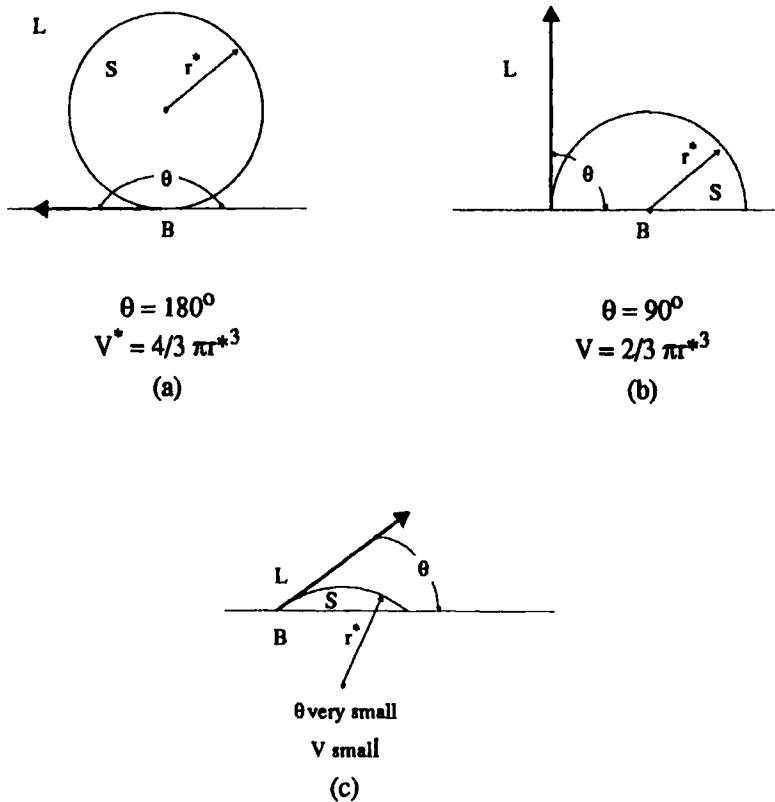 L
S
r*
θ
B
θ = 180°
V* = 4/3 πr*³
(a)
L
θ
r*
S
B
θ = 90°
V = 2/3 πr*³
(b)
L
S
θ
B
r*
θ very small
V small
(c)